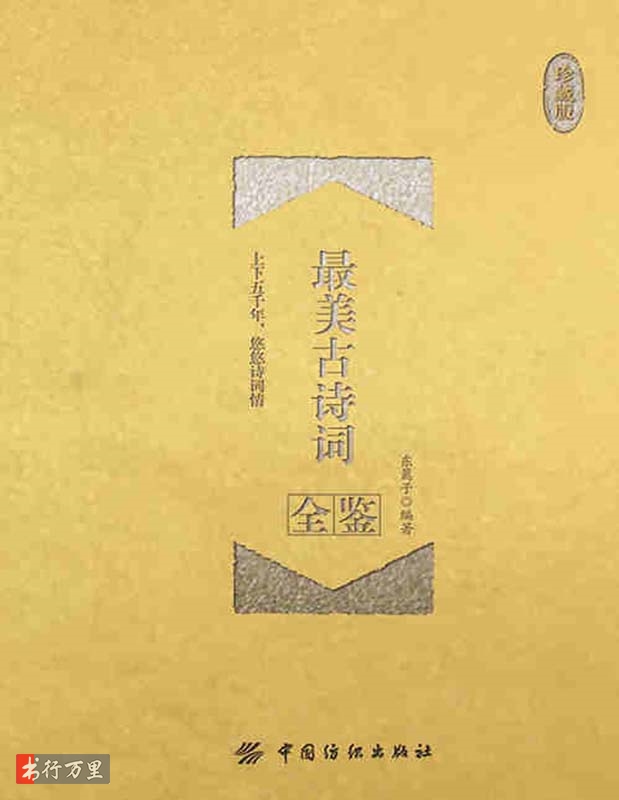 珍藏版
最美古诗词
全鉴
上下五千年，悠悠诗词情
东篱子 编著
中国纺织出版社
书行万里